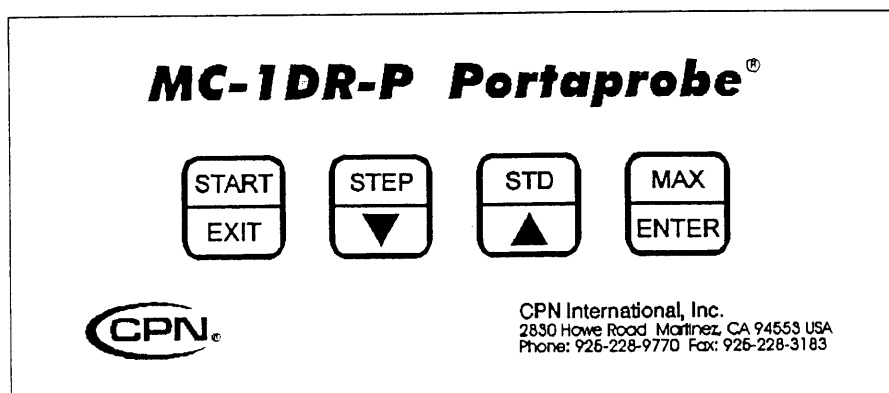 MC-1DR-P Portaprobe®
START STEP STD MAX
EXIT ▼ ▲ ENTER
CPN®
CPN International, Inc.
2830 Howe Road Martinez, CA 94553 USA
Phone: 925-228-9770 Fax: 925-228-3183